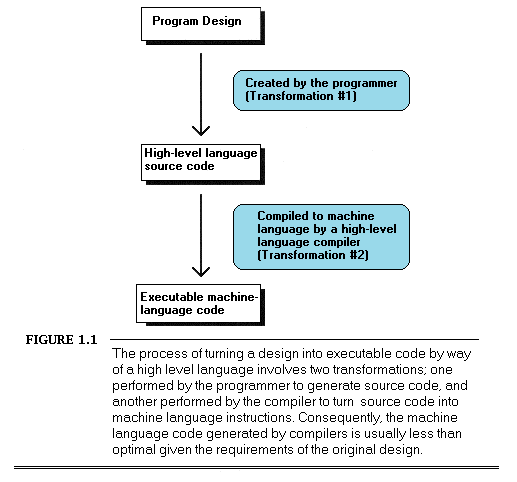 Program Design
Created by the programmer
(Transformation #1)
High-level language
source code
Compiled to machine
language by a high-level
language compiler
(Transformation #2)
Executable machine-
language code
FIGURE 1.1
The process of turning a design into executable code by way
of a high level language involves two transformations; one
performed by the programmer to generate source code, and
another performed by the compiler to turn source code into
machine language instructions. Consequently, the machine
language code generated by compilers is usually less than
optimal given the requirements of the original design.